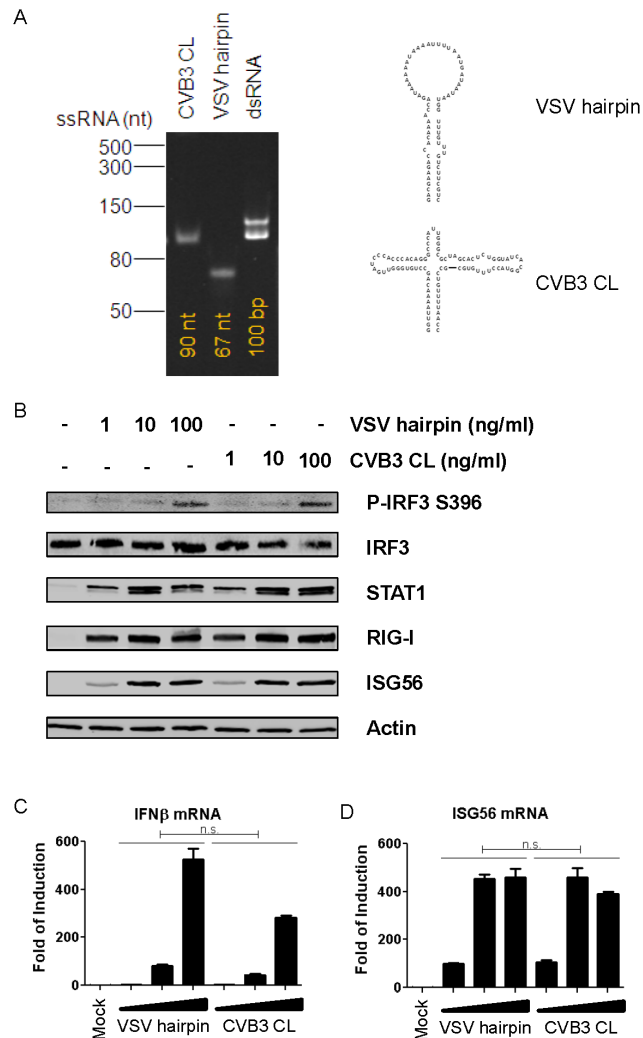 A
ssRNA (nt)
CVB3 CL
VSV hairpin
dsRNA
500
300
150
80
50
90 nt
67 nt
100 bp
VSV hairpin
CVB3 CL
B
- 1 10 100 - - - VSV hairpin (ng/ml)
- - - - 1 10 100 CVB3 CL (ng/ml)
P-IRF3 S396
IRF3
STAT1
RIG-I
ISG56
Actin
C
IFNβ mRNA
n.s.
Fold of Induction
600
400
200
0
Mock
VSV hairpin
CVB3 CL
D
ISG56 mRNA
n.s.
Fold of Induction
600
400
200
0
Mock
VSV hairpin
CVB3 CL